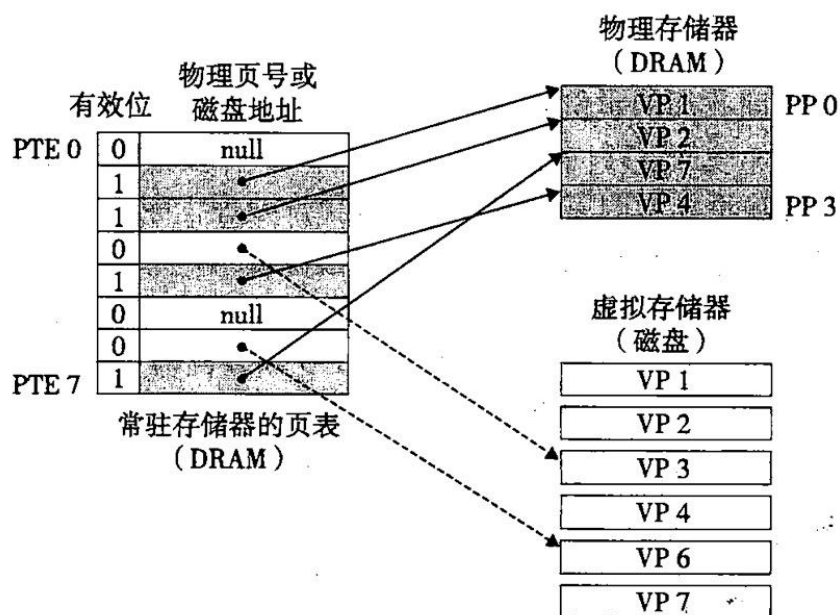 物理页号或
磁盘地址
有效位
PTE 0
0 null
1
1
0
1
0 null
0
PTE 7 1
常驻存储器的页表
（DRAM）
物理存储器
（DRAM）
VP 1 PP 0
VP 2
VP 7
VP 4 PP 3
虚拟存储器
（磁盘）
VP 1
VP 2
VP 3
VP 4
VP 6
VP 7